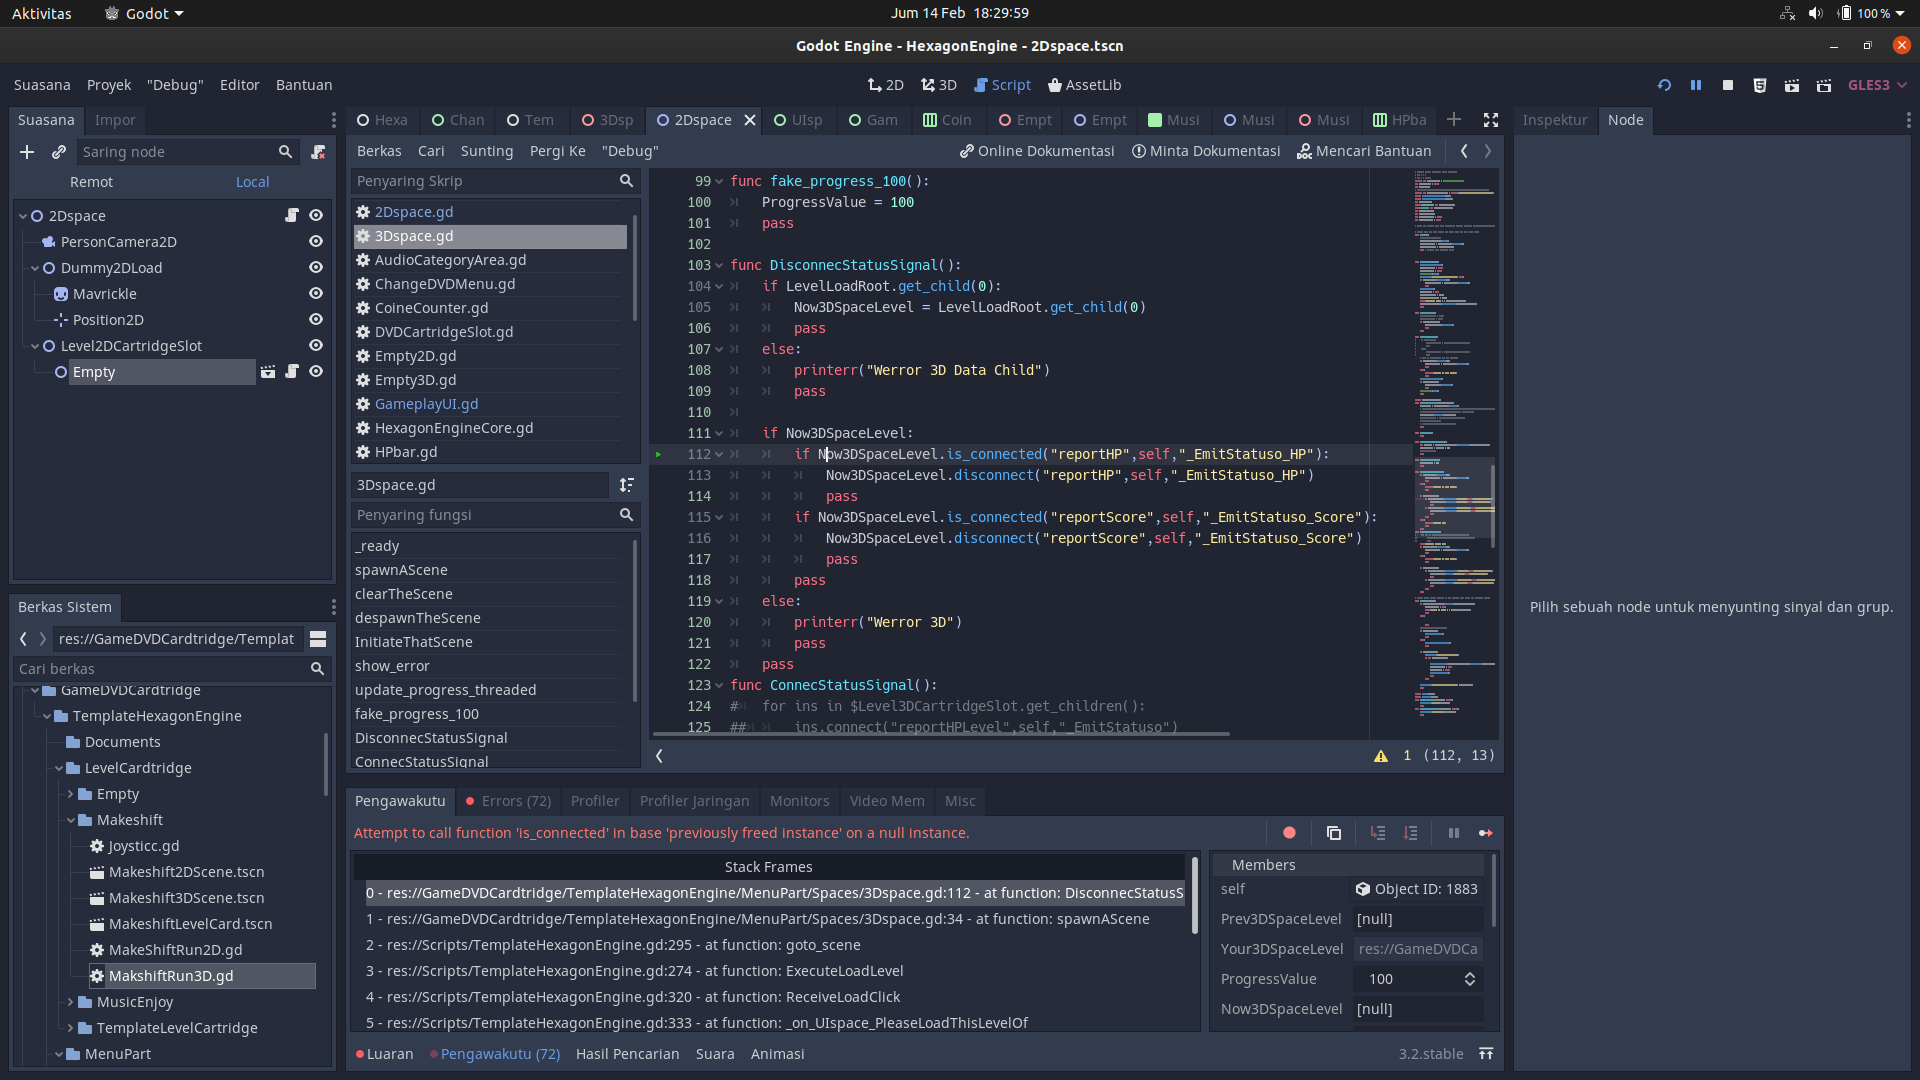 Aktivitas
Godot
Jum 14 Feb 18:29:59
100 %
Godot Engine - HexagonEngine - 2Dspace.tscn
Suasana Proyek "Debug" Editor Bantuan
2D 3D Script AssetLib
GLES3
Suasana Impor
Saring node
Remot Local
2Dspace
PersonCamera2D
Dummy2DLoad
Mavrickle
Position2D
Level2DCartridgeSlot
Empty
Berkas Sistem
res://GameDVDCardtridge/Templat
Cari berkas
GameDVDCardtridge
TemplateHexagonEngine
Documents
LevelCardtridge
Empty
Makeshift
Joysticc.gd
Makeshift2DScene.tscn
Makeshift3DScene.tscn
MakeshiftLevelCard.tscn
MakeShiftRun2D.gd
MakshiftRun3D.gd
MusicEnjoy
TemplateLevelCartridge
MenuPart
Hexa Chan Tem 3Dsp 2Dspace UIsp Gam Coin Empt Empt Musi Musi Musi HPba
Berkas Cari Sunting Pergi Ke "Debug"
Online Dokumentasi Minta Dokumentasi Mencari Bantuan
Penyaring Skrip
2Dspace.gd
3Dspace.gd
AudioCategoryArea.gd
ChangeDVDMenu.gd
CoineCounter.gd
DVDCartridgeSlot.gd
Empty2D.gd
Empty3D.gd
GameplayUI.gd
HexagonEngineCore.gd
HPbar.gd
3Dspace.gd
Penyaring fungsi
_ready
spawnAScene
clearTheScene
despawnTheScene
InitiateThatScene
show_error
update_progress_threaded
fake_progress_100
DisconnecStatusSignal
ConnecStatusSignal
99 func fake_progress_100():
100 ProgressValue = 100
101 pass
102
103 func DisconnecStatusSignal():
104 if LevelLoadRoot.get_child(0):
105 Now3DSpaceLevel = LevelLoadRoot.get_child(0)
106 pass
107 else:
108 printerr("Werror 3D Data Child")
109 pass
110
111 if Now3DSpaceLevel:
112 if Now3DSpaceLevel.is_connected("reportHP",self,"_EmitStatuso_HP"):
113 Now3DSpaceLevel.disconnect("reportHP",self,"_EmitStatuso_HP")
114 pass
115 if Now3DSpaceLevel.is_connected("reportScore",self,"_EmitStatuso_Score"):
116 Now3DSpaceLevel.disconnect("reportScore",self,"_EmitStatuso_Score")
117 pass
118 pass
119 else:
120 printerr("Werror 3D")
121 pass
122 pass
123 func ConnecStatusSignal():
124 # for ins in $Level3DCartridgeSlot.get_children():
125 ## ins.connect("reportHPLevel",self,"_EmitStatuso")
1 (112, 13)
Pengawakutu Errors (72) Profiler Profiler Jaringan Monitors Video Mem Misc
Attempt to call function 'is_connected' in base 'previously freed instance' on a null instance.
Stack Frames
0 - res://GameDVDCardtridge/TemplateHexagonEngine/MenuPart/Spaces/3Dspace.gd:112 - at function: DisconnecStatusS
1 - res://GameDVDCardtridge/TemplateHexagonEngine/MenuPart/Spaces/3Dspace.gd:34 - at function: spawnAScene
2 - res://Scripts/TemplateHexagonEngine.gd:295 - at function: goto_scene
3 - res://Scripts/TemplateHexagonEngine.gd:274 - at function: ExecuteLoadLevel
4 - res://Scripts/TemplateHexagonEngine.gd:320 - at function: ReceiveLoadClick
5 - res://Scripts/TemplateHexagonEngine.gd:333 - at function: _on_UIspace_PleaseLoadThisLevelOf
Members
self Object ID: 1883
Prev3DSpaceLevel [null]
Your3DSpaceLevel res://GameDVDCa
ProgressValue 100
Now3DSpaceLevel [null]
Luaran Pengawakutu (72) Hasil Pencarian Suara Animasi
3.2.stable
Inspektur Node
Pilih sebuah node untuk menyunting sinyal dan grup.